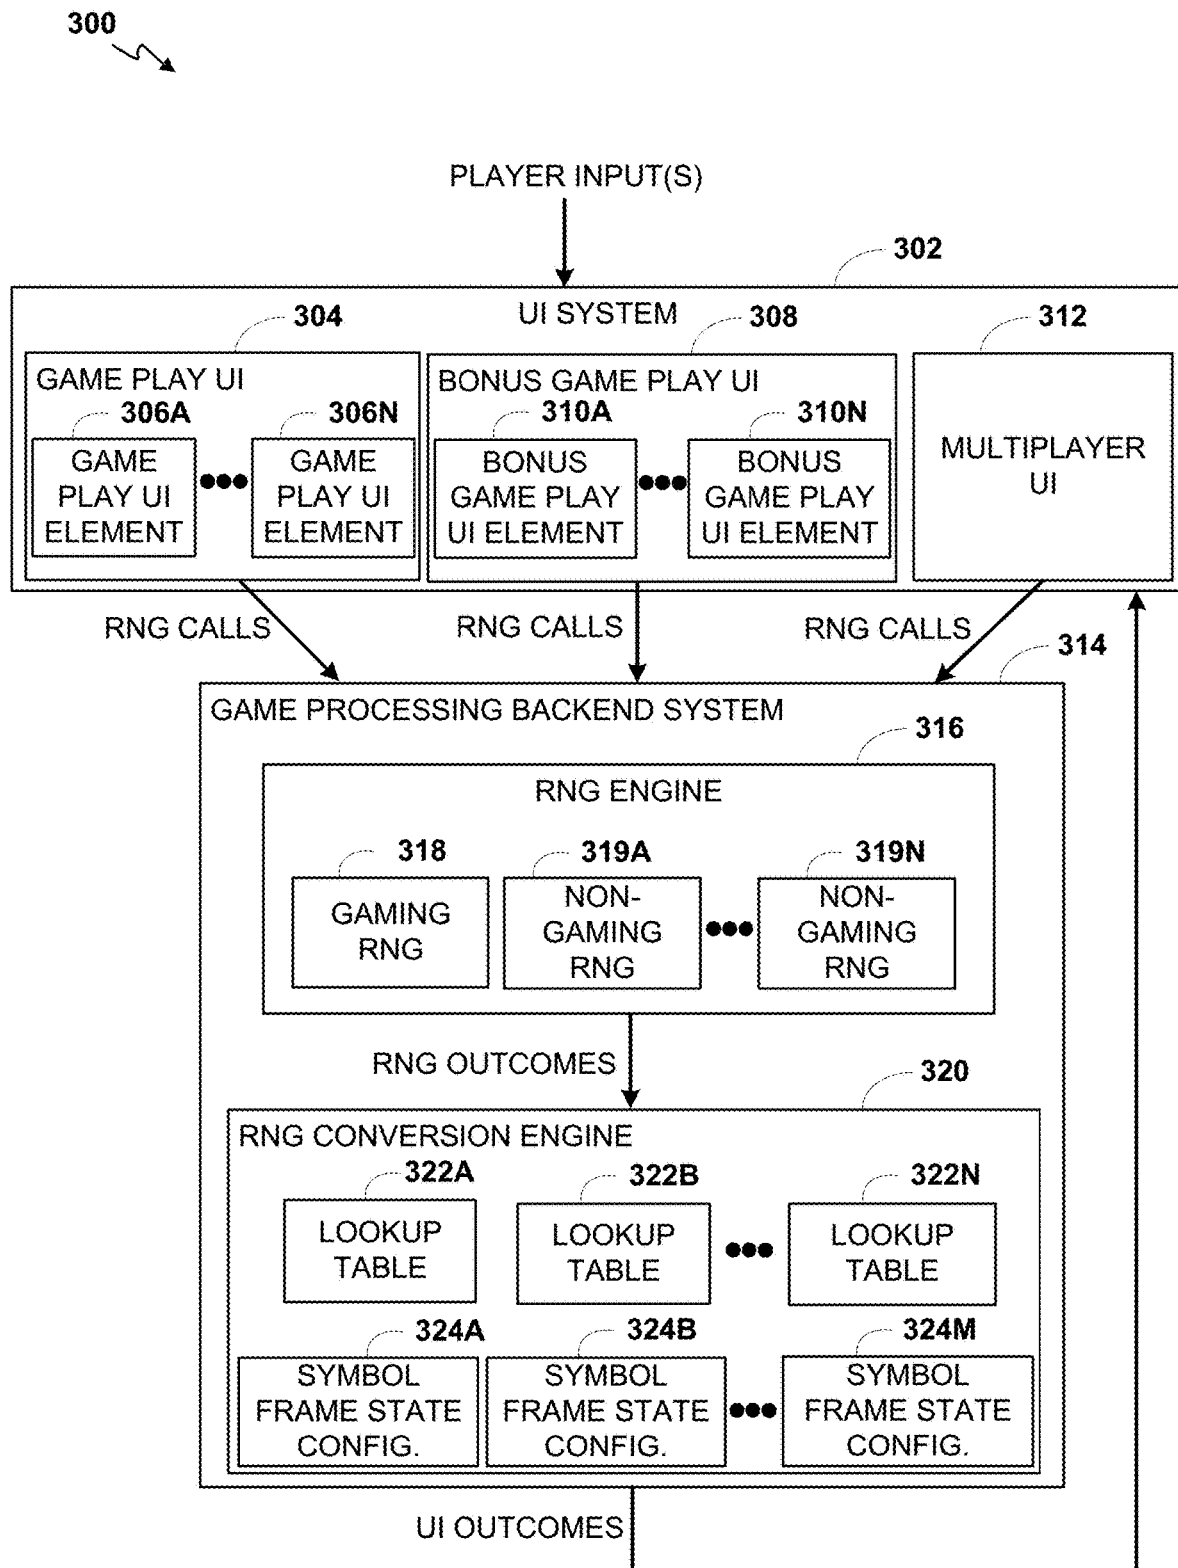 300
PLAYER INPUT(S)
302
UI SYSTEM
304
308
312
GAME PLAY UI
BONUS GAME PLAY UI
306A
306N
310A
310N
GAME
PLAY UI
ELEMENT
GAME
PLAY UI
ELEMENT
BONUS
GAME PLAY
UI ELEMENT
BONUS
GAME PLAY
UI ELEMENT
MULTIPLAYER
UI
RNG CALLS
RNG CALLS
RNG CALLS
314
GAME PROCESSING BACKEND SYSTEM
316
RNG ENGINE
318
319A
319N
GAMING
RNG
NON-
GAMING
RNG
NON-
GAMING
RNG
RNG OUTCOMES
320
RNG CONVERSION ENGINE
322A
322B
322N
LOOKUP
TABLE
LOOKUP
TABLE
LOOKUP
TABLE
324A
324B
324M
SYMBOL
FRAME STATE
CONFIG.
SYMBOL
FRAME STATE
CONFIG.
SYMBOL
FRAME STATE
CONFIG.
UI OUTCOMES